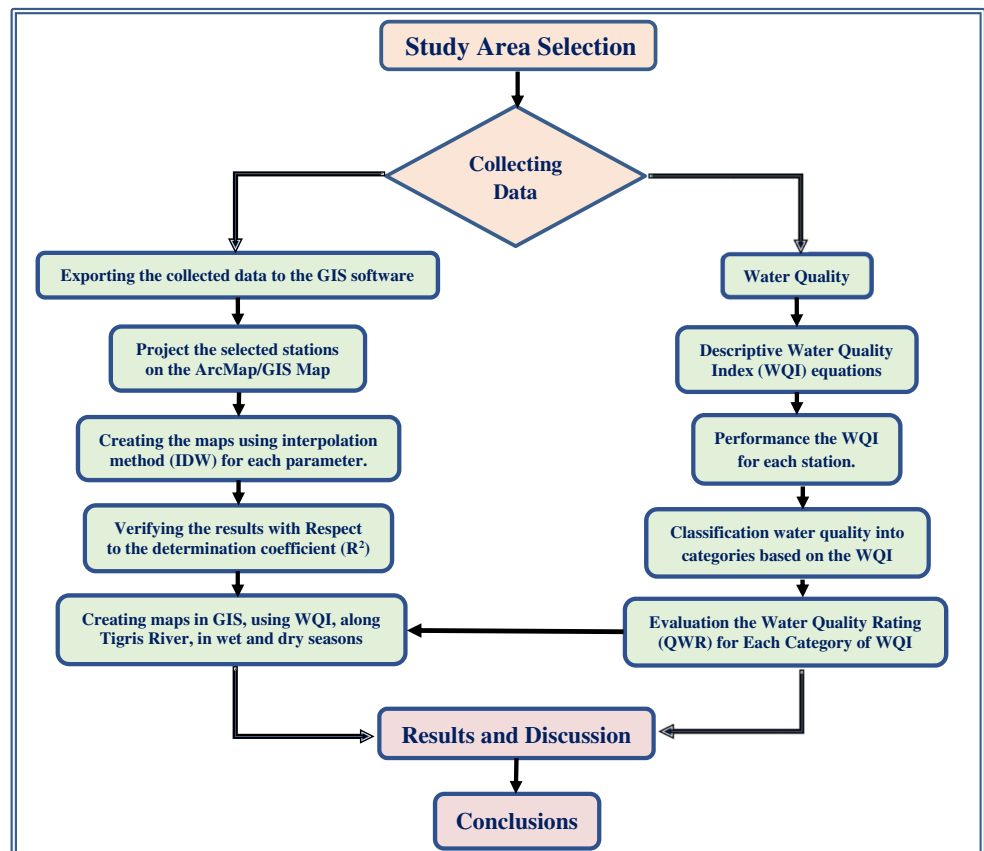 Study Area Selection
Collecting
Data
Exporting the collected data to the GIS software
Project the selected stations
on the ArcMap/GIS Map
Creating the maps using interpolation
method (IDW) for each parameter.
Verifying the results with Respect
to the determination coefficient (R²)
Creating maps in GIS, using WQI, along
Tigris River, in wet and dry seasons
Water Quality
Descriptive Water Quality
Index (WQI) equations
Performance the WQI
for each station.
Classification water quality into
categories based on the WQI
Evaluation the Water Quality Rating
(QWR) for Each Category of WQI
Results and Discussion
Conclusions